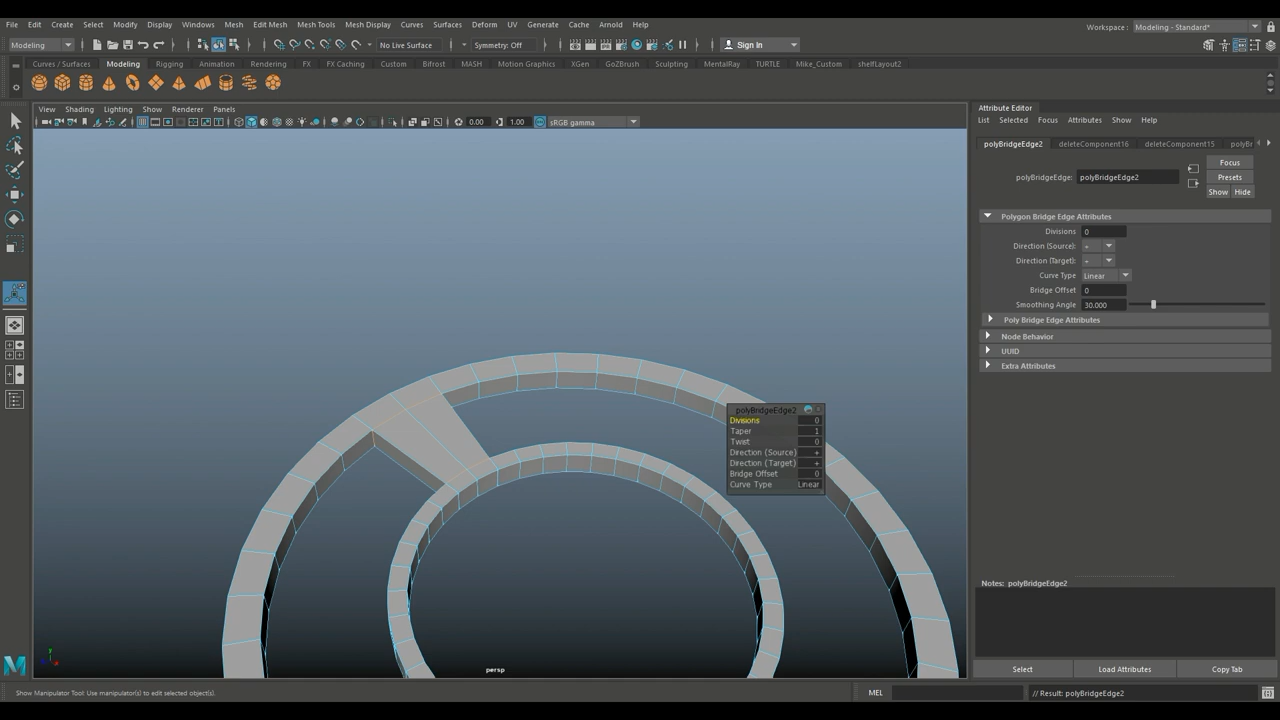 File Edit Create Select Modify Display Windows Mesh Edit Mesh Mesh Tools Mesh Display Curves Surfaces Deform UV Generate Cache Arnold Help
Workspace : Modeling - Standard*
Modeling No Live Surface Symmetry: Off Sign In
Curves / Surfaces Modeling Rigging Animation Rendering FX FX Caching Custom Bifrost MASH Motion Graphics XGen GoZBrush Sculpting MentalRay TURTLE Mike_Custom shelfLayout2
View Shading Lighting Show Renderer Panels
0.00 1.00 sRGB gamma
Attribute Editor
List Selected Focus Attributes Show Help
polyBridgeEdge2 deleteComponent16 deleteComponent15 polyBr
Focus
polyBridgeEdge: polyBridgeEdge2 Presets
Show Hide
Polygon Bridge Edge Attributes
Divisions 0
Direction (Source): +
Direction (Target): +
Curve Type Linear
Bridge Offset 0
Smoothing Angle 30.000
Poly Bridge Edge Attributes
Node Behavior
UUID
Extra Attributes
polyBridgeEdge2
Divisions 0
Taper 1
Twist 0
Direction (Source) +
Direction (Target) +
Bridge Offset 0
Curve Type Linear
Notes: polyBridgeEdge2
y
persp
Select Load Attributes Copy Tab
Show Manipulator Tool: Use manipulator(s) to edit selected object(s).
MEL
// Result: polyBridgeEdge2